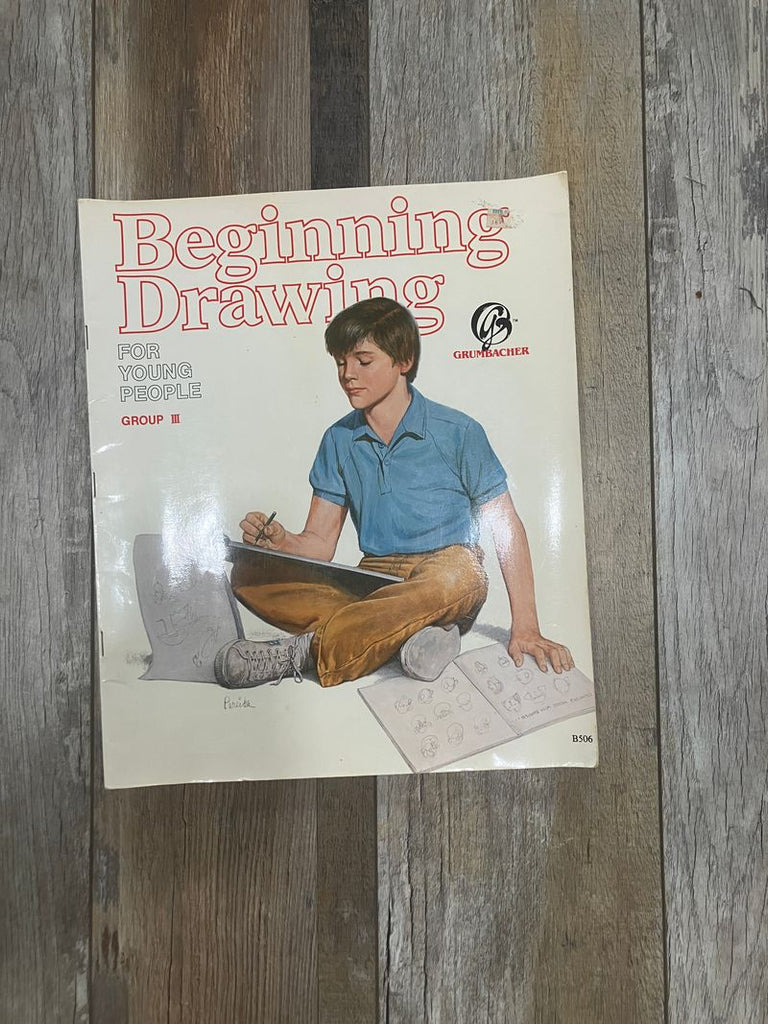 Beginning
Drawing
FOR
YOUNG
PEOPLE
GROUP III
GRUMBACHER
B506